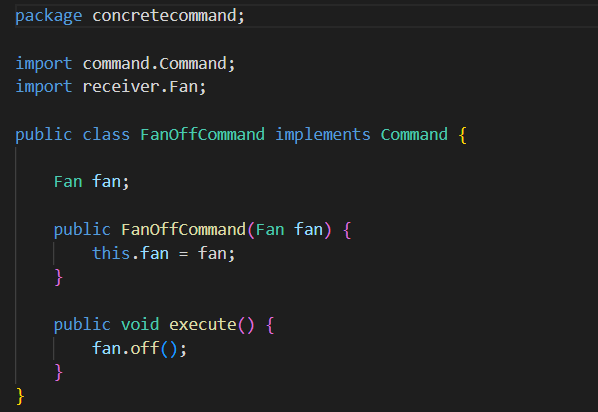 package concretecommand;
import command.Command;
import receiver.Fan;
public class FanOffCommand implements Command {
Fan fan;
public FanOffCommand(Fan fan) {
this.fan = fan;
}
public void execute() {
fan.off();
}
}